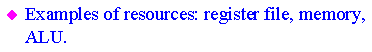 ◆ Examples of resources: register file, memory,
ALU.